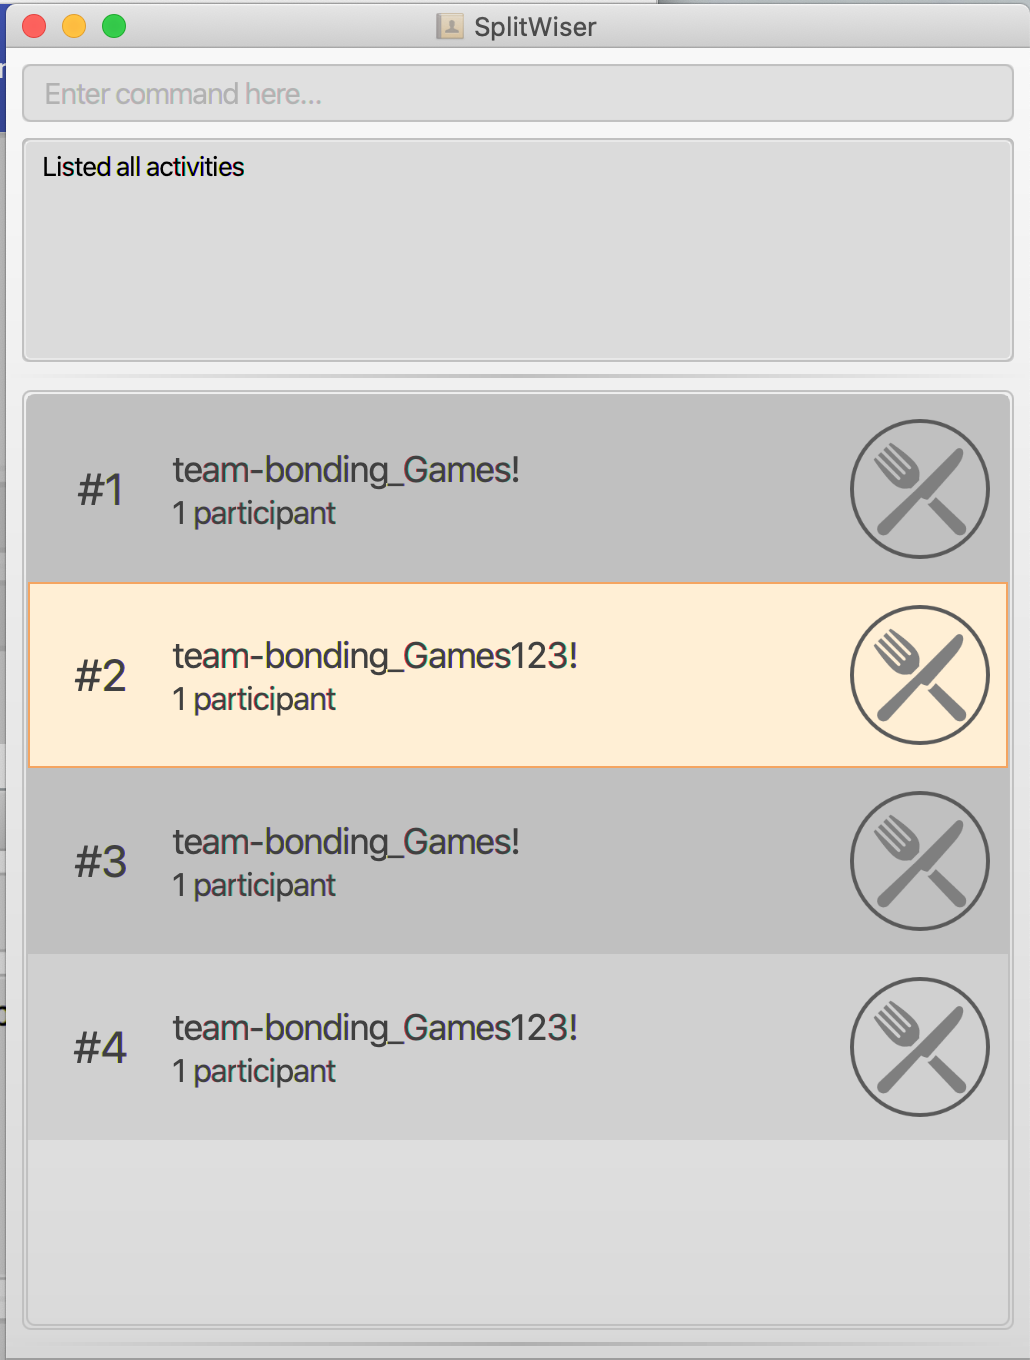 SplitWiser
Enter command here...
Listed all activities
#1
team-bonding_Games!
1 participant
#2
team-bonding_Games123!
1 participant
#3
team-bonding_Games!
1 participant
#4
team-bonding_Games123!
1 participant